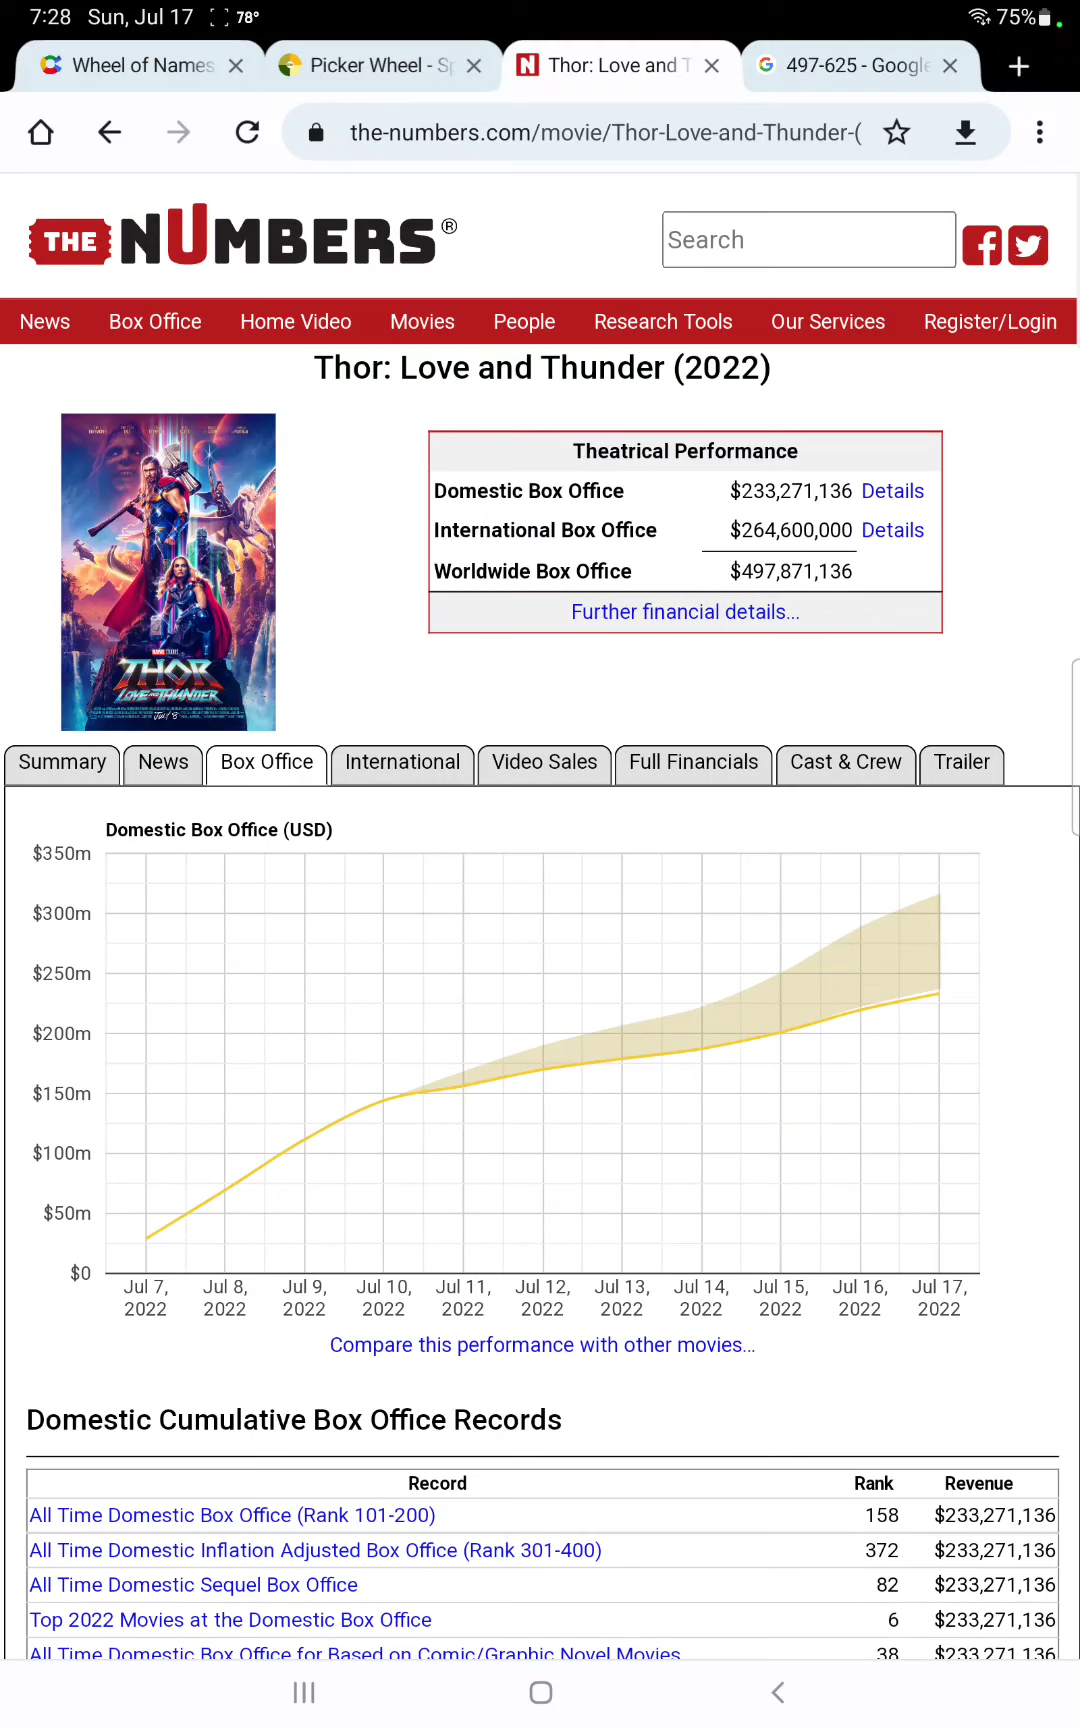 7:28 Sun, Jul 17 78° 75%
Wheel of Names Picker Wheel - Sp Thor: Love and T 497-625 - Google
the-numbers.com/movie/Thor-Love-and-Thunder-(
THE NUMBERS®
Search
News Box Office Home Video Movies People Research Tools Our Services Register/Login
Thor: Love and Thunder (2022)
Theatrical Performance
Domestic Box Office $233,271,136 Details
International Box Office $264,600,000 Details
Worldwide Box Office $497,871,136
Further financial details...
MARVEL STUDIOS
THOR
LOVE AND THUNDER
Jul 8
Summary News Box Office International Video Sales Full Financials Cast & Crew Trailer
Domestic Box Office (USD)
$350m
$300m
$250m
$200m
$150m
$100m
$50m
$0
Jul 7, Jul 8, Jul 9, Jul 10, Jul 11, Jul 12, Jul 13, Jul 14, Jul 15, Jul 16, Jul 17,
2022 2022 2022 2022 2022 2022 2022 2022 2022 2022 2022
Compare this performance with other movies...
Domestic Cumulative Box Office Records
Record Rank Revenue
All Time Domestic Box Office (Rank 101-200) 158 $233,271,136
All Time Domestic Inflation Adjusted Box Office (Rank 301-400) 372 $233,271,136
All Time Domestic Sequel Box Office 82 $233,271,136
Top 2022 Movies at the Domestic Box Office 6 $233,271,136
All Time Domestic Box Office for Based on Comic/Graphic Novel Movies 38 $233,271,136